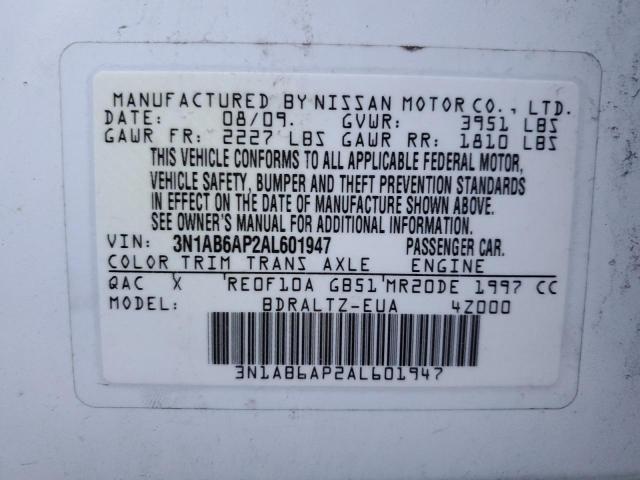 MANUFACTURED BY NISSAN MOTOR CO., LTD.
DATE: 08/09. GVWR: 3951 LBS
GAWR FR: 2227 LBS GAWR RR: 1810 LBS
THIS VEHICLE CONFORMS TO ALL APPLICABLE FEDERAL MOTOR,
VEHICLE SAFETY, BUMPER AND THEFT PREVENTION STANDARDS
IN EFFECT ON THE DATE OF MANUFACTURE SHOWN ABOVE.
SEE OWNER'S MANUAL FOR ADDITIONAL INFORMATION.
VIN: 3N1AB6AP2AL601947 PASSENGER CAR.
COLOR TRIM TRANS AXLE ENGINE
QAC X 'RE0F10A GB51'MR20DE 1997 CC
MODEL: BDRALTZ-EUA 4Z000
3N1AB6AP2AL601947